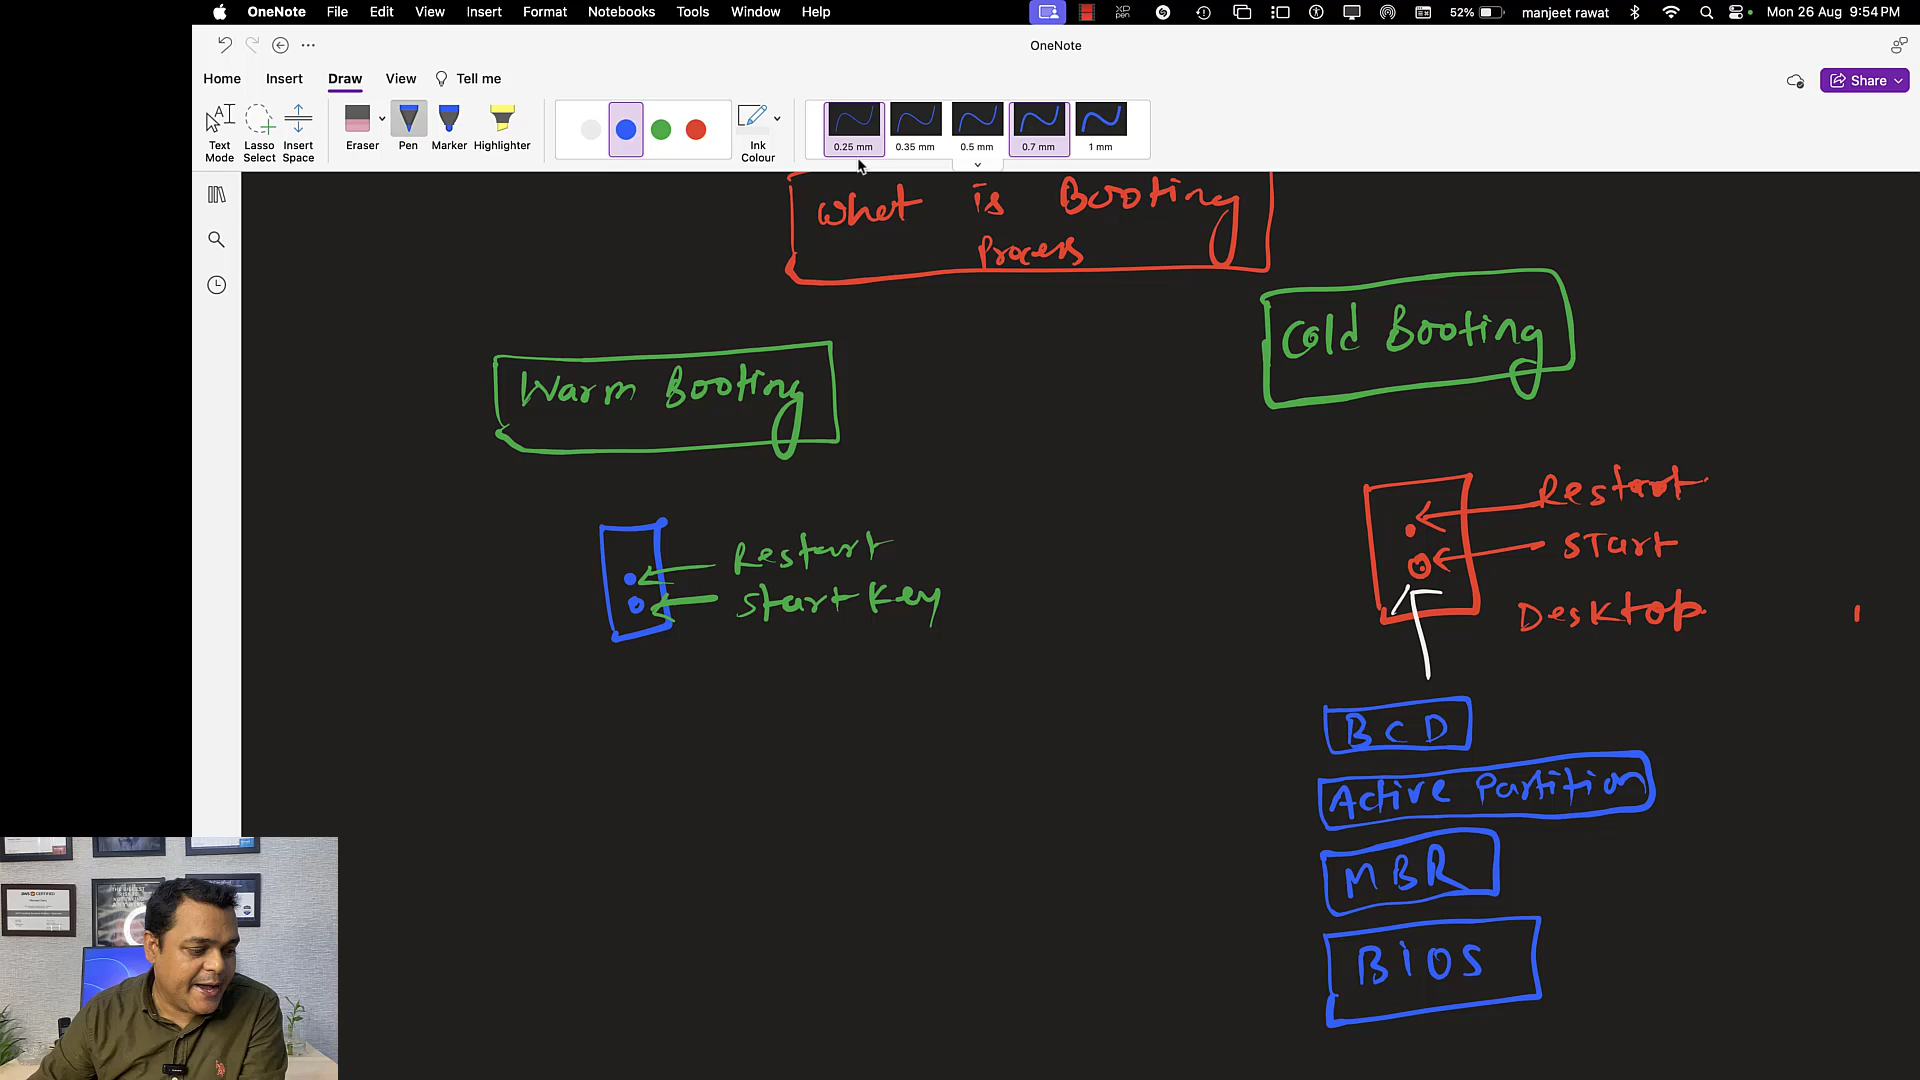 OneNote File Edit View Insert Format Notebooks Tools Window Help
XP
pen
52% manjeet rawat Mon 26 Aug 9:54 PM
OneNote
Home Insert Draw View Tell me
Share
Text Mode
Lasso Select
Insert Space
Eraser
Pen
Marker
Highlighter
Ink Colour
0.25 mm
0.35 mm
0.5 mm
0.7 mm
1 mm
What is Booting
Process
Cold Booting
Warm Booting
Restart
Start
Desktop
Restart
Start Key
BCD
Active Partition
MBR
BIOS